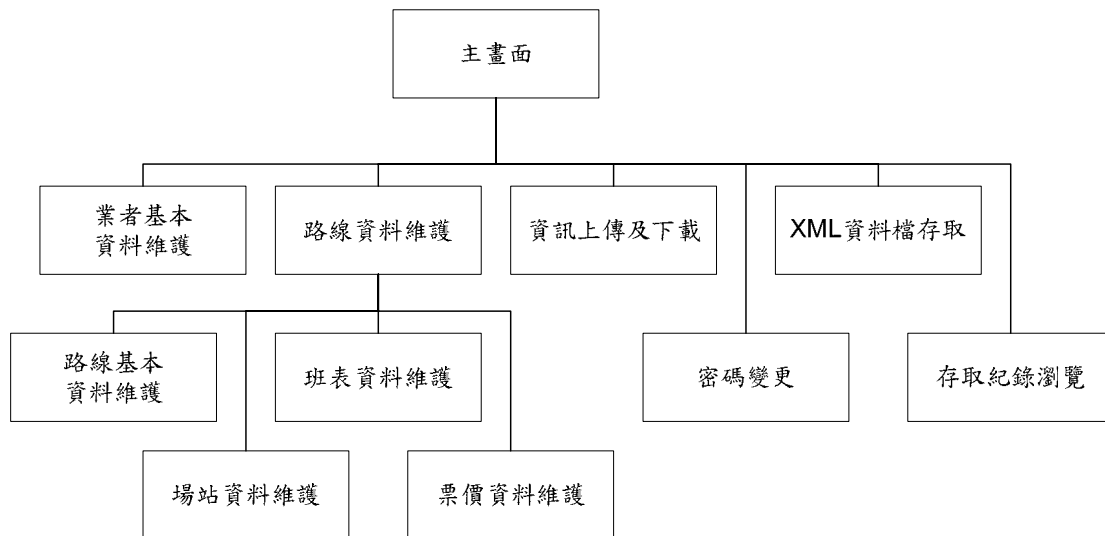 主畫面
業者基本
資料維護
路線資料維護
資訊上傳及下載
XML資料檔存取
路線基本
資料維護
班表資料維護
密碼變更
存取紀錄瀏覽
場站資料維護
票價資料維護